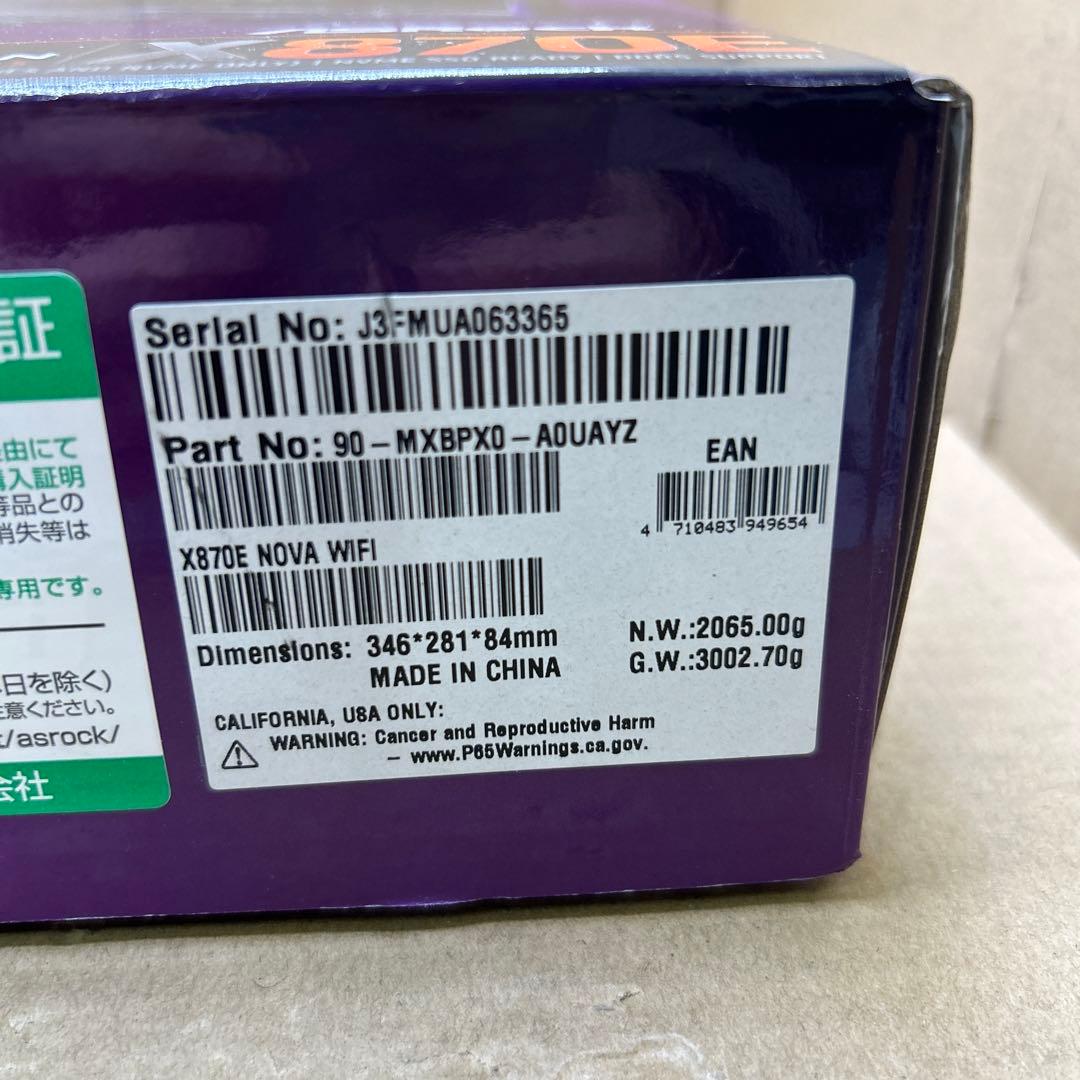 X870E
Serial No: J3FMUA063365
Part No: 90-MXBPX0-A0UAYZ
EAN
4 710483 949654
X870E NOVA WIFI
Dimensions: 346*281*84mm
MADE IN CHINA
N.W.:2065.00g
G.W.:3002.70g
CALIFORNIA, USA ONLY:
WARNING: Cancer and Reproductive Harm
- www.P65Warnings.ca.gov.
証
由にて
購入証明
等品との
消失等は
専用です。
日を除く)
注意ください。
/asrock/
会社